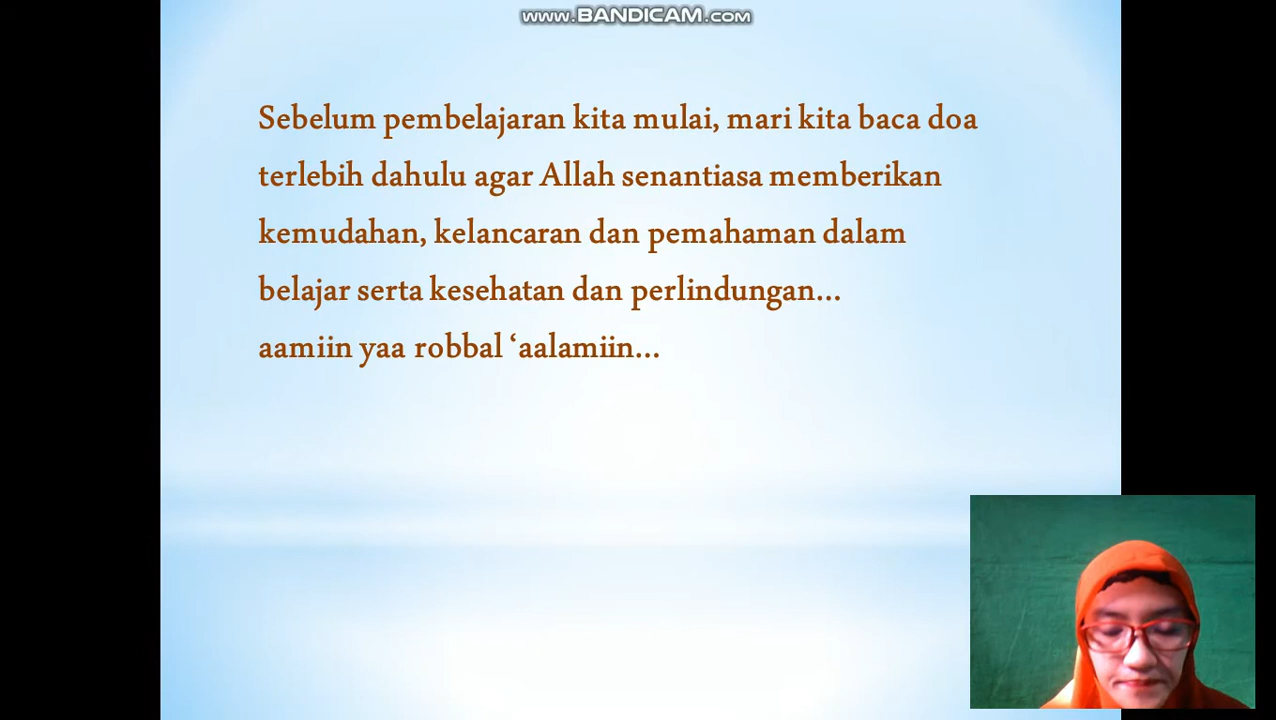 www.BANDICAM.com
Sebelum pembelajaran kita mulai, mari kita baca doa
terlebih dahulu agar Allah senantiasa memberikan
kemudahan, kelancaran dan pemahaman dalam
belajar serta kesehatan dan perlindungan...
aamiin yaa robbal ‘aalamiin...